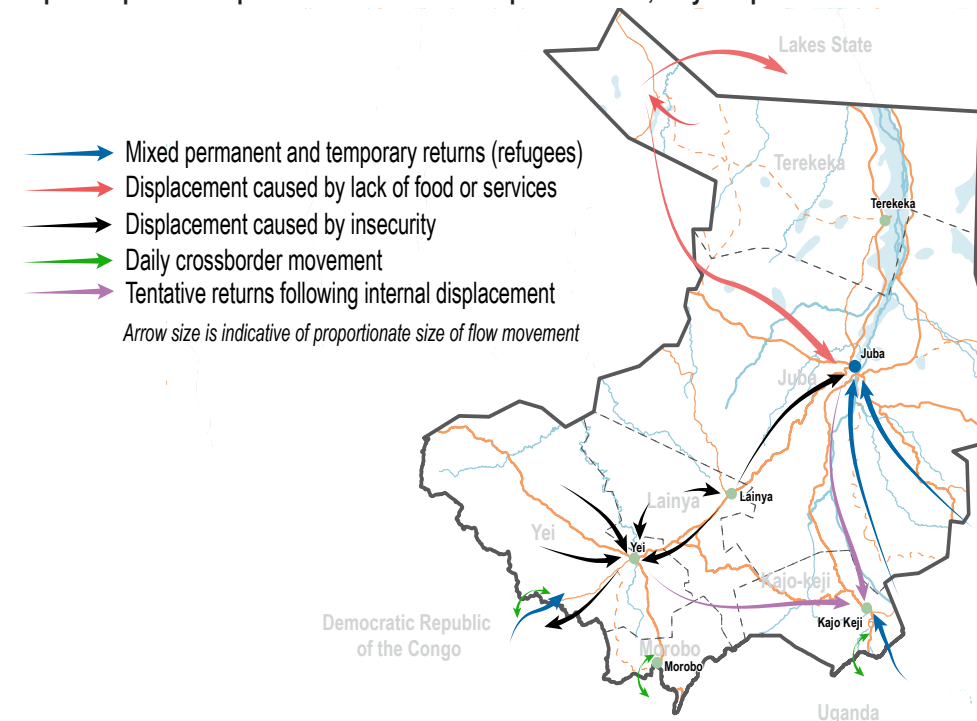 Lakes State
Mixed permanent and temporary returns (refugees)
Displacement caused by lack of food or services
Displacement caused by insecurity
Daily crossborder movement
Tentative returns following internal displacement
Arrow size is indicative of proportionate size of flow movement
Terekeka
Terekeka
Juba
Juba
Lainya
Lainya
Yei
Yei
Kajo-keji
Kajo Keji
Democratic Republic
of the Congo
Morobo
Morobo
Uganda